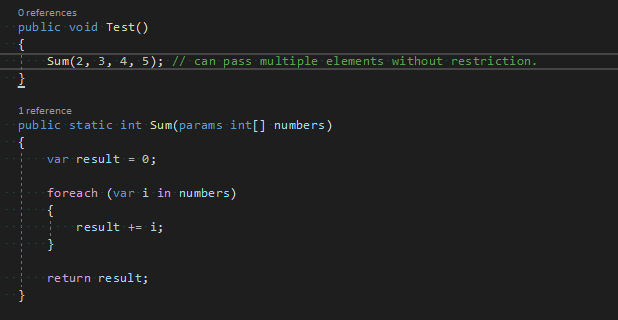 0 references
public void Test()
{
    Sum(2, 3, 4, 5); // can pass multiple elements without restriction.
}
1 reference
public static int Sum(params int[] numbers)
{
    var result = 0;
    foreach (var i in numbers)
    {
        result += i;
    }
    return result;
}